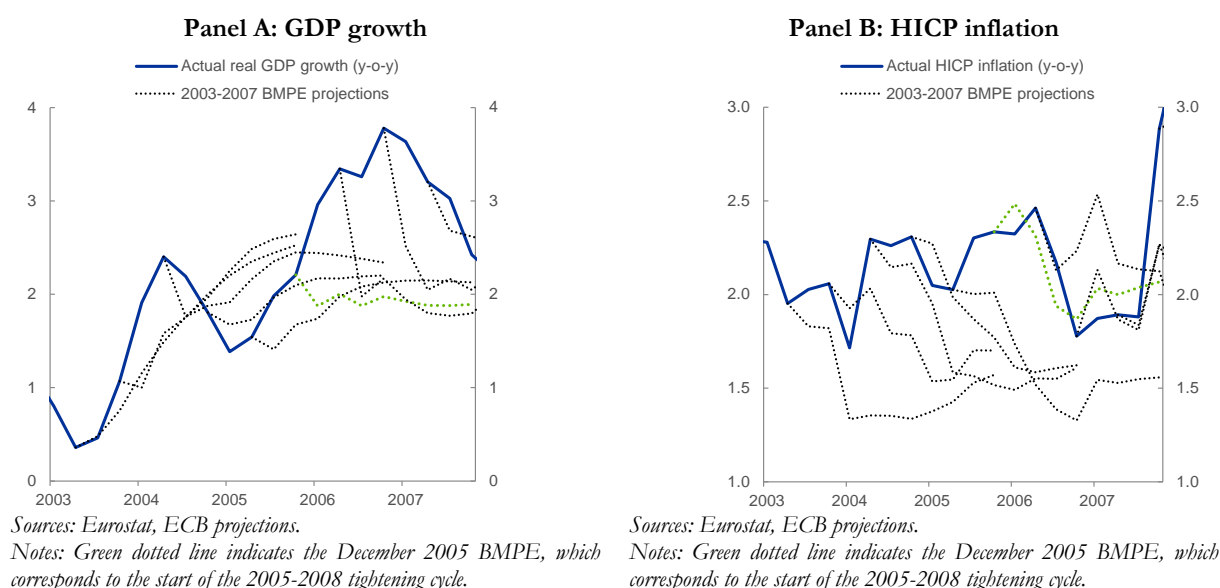 Panel A: GDP growth
Actual real GDP growth (y-o-y)
2003-2007 BMPE projections
4
4
3
3
2
2
1
1
0
0
2003
2004
2005
2006
2007
Sources: Eurostat, ECB projections.
Notes: Green dotted line indicates the December 2005 BMPE, which
corresponds to the start of the 2005-2008 tightening cycle.
Panel B: HICP inflation
Actual HICP inflation (y-o-y)
2003-2007 BMPE projections
3.0
3.0
2.5
2.5
2.0
2.0
1.5
1.5
1.0
1.0
2003
2004
2005
2006
2007
Sources: Eurostat, ECB projections.
Notes: Green dotted line indicates the December 2005 BMPE, which
corresponds to the start of the 2005-2008 tightening cycle.